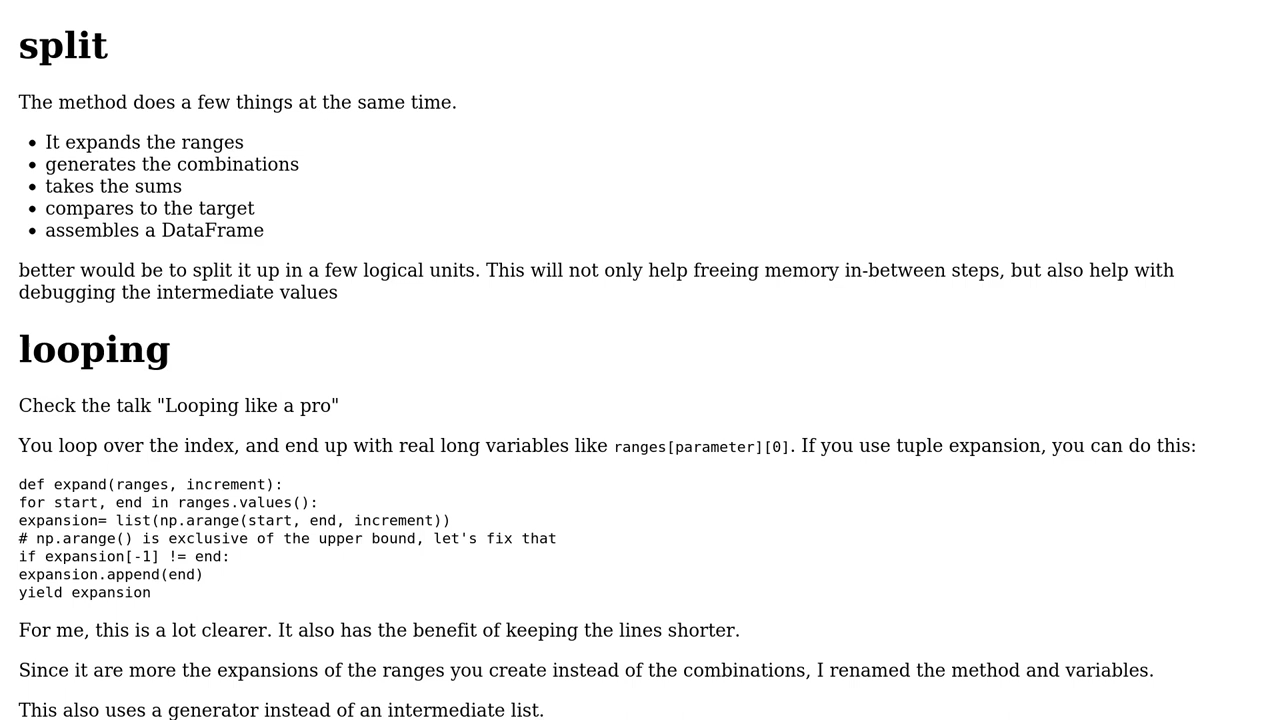 split
The method does a few things at the same time.
• It expands the ranges
• generates the combinations
• takes the sums
• compares to the target
• assembles a DataFrame
better would be to split it up in a few logical units. This will not only help freeing memory in-between steps, but also help with
debugging the intermediate values
looping
Check the talk "Looping like a pro"
You loop over the index, and end up with real long variables like ranges[parameter][0]. If you use tuple expansion, you can do this:
def expand(ranges, increment):
for start, end in ranges.values():
expansion= list(np.arange(start, end, increment))
# np.arange() is exclusive of the upper bound, let's fix that
if expansion[-1] != end:
expansion.append(end)
yield expansion
For me, this is a lot clearer. It also has the benefit of keeping the lines shorter.
Since it are more the expansions of the ranges you create instead of the combinations, I renamed the method and variables.
This also uses a generator instead of an intermediate list.